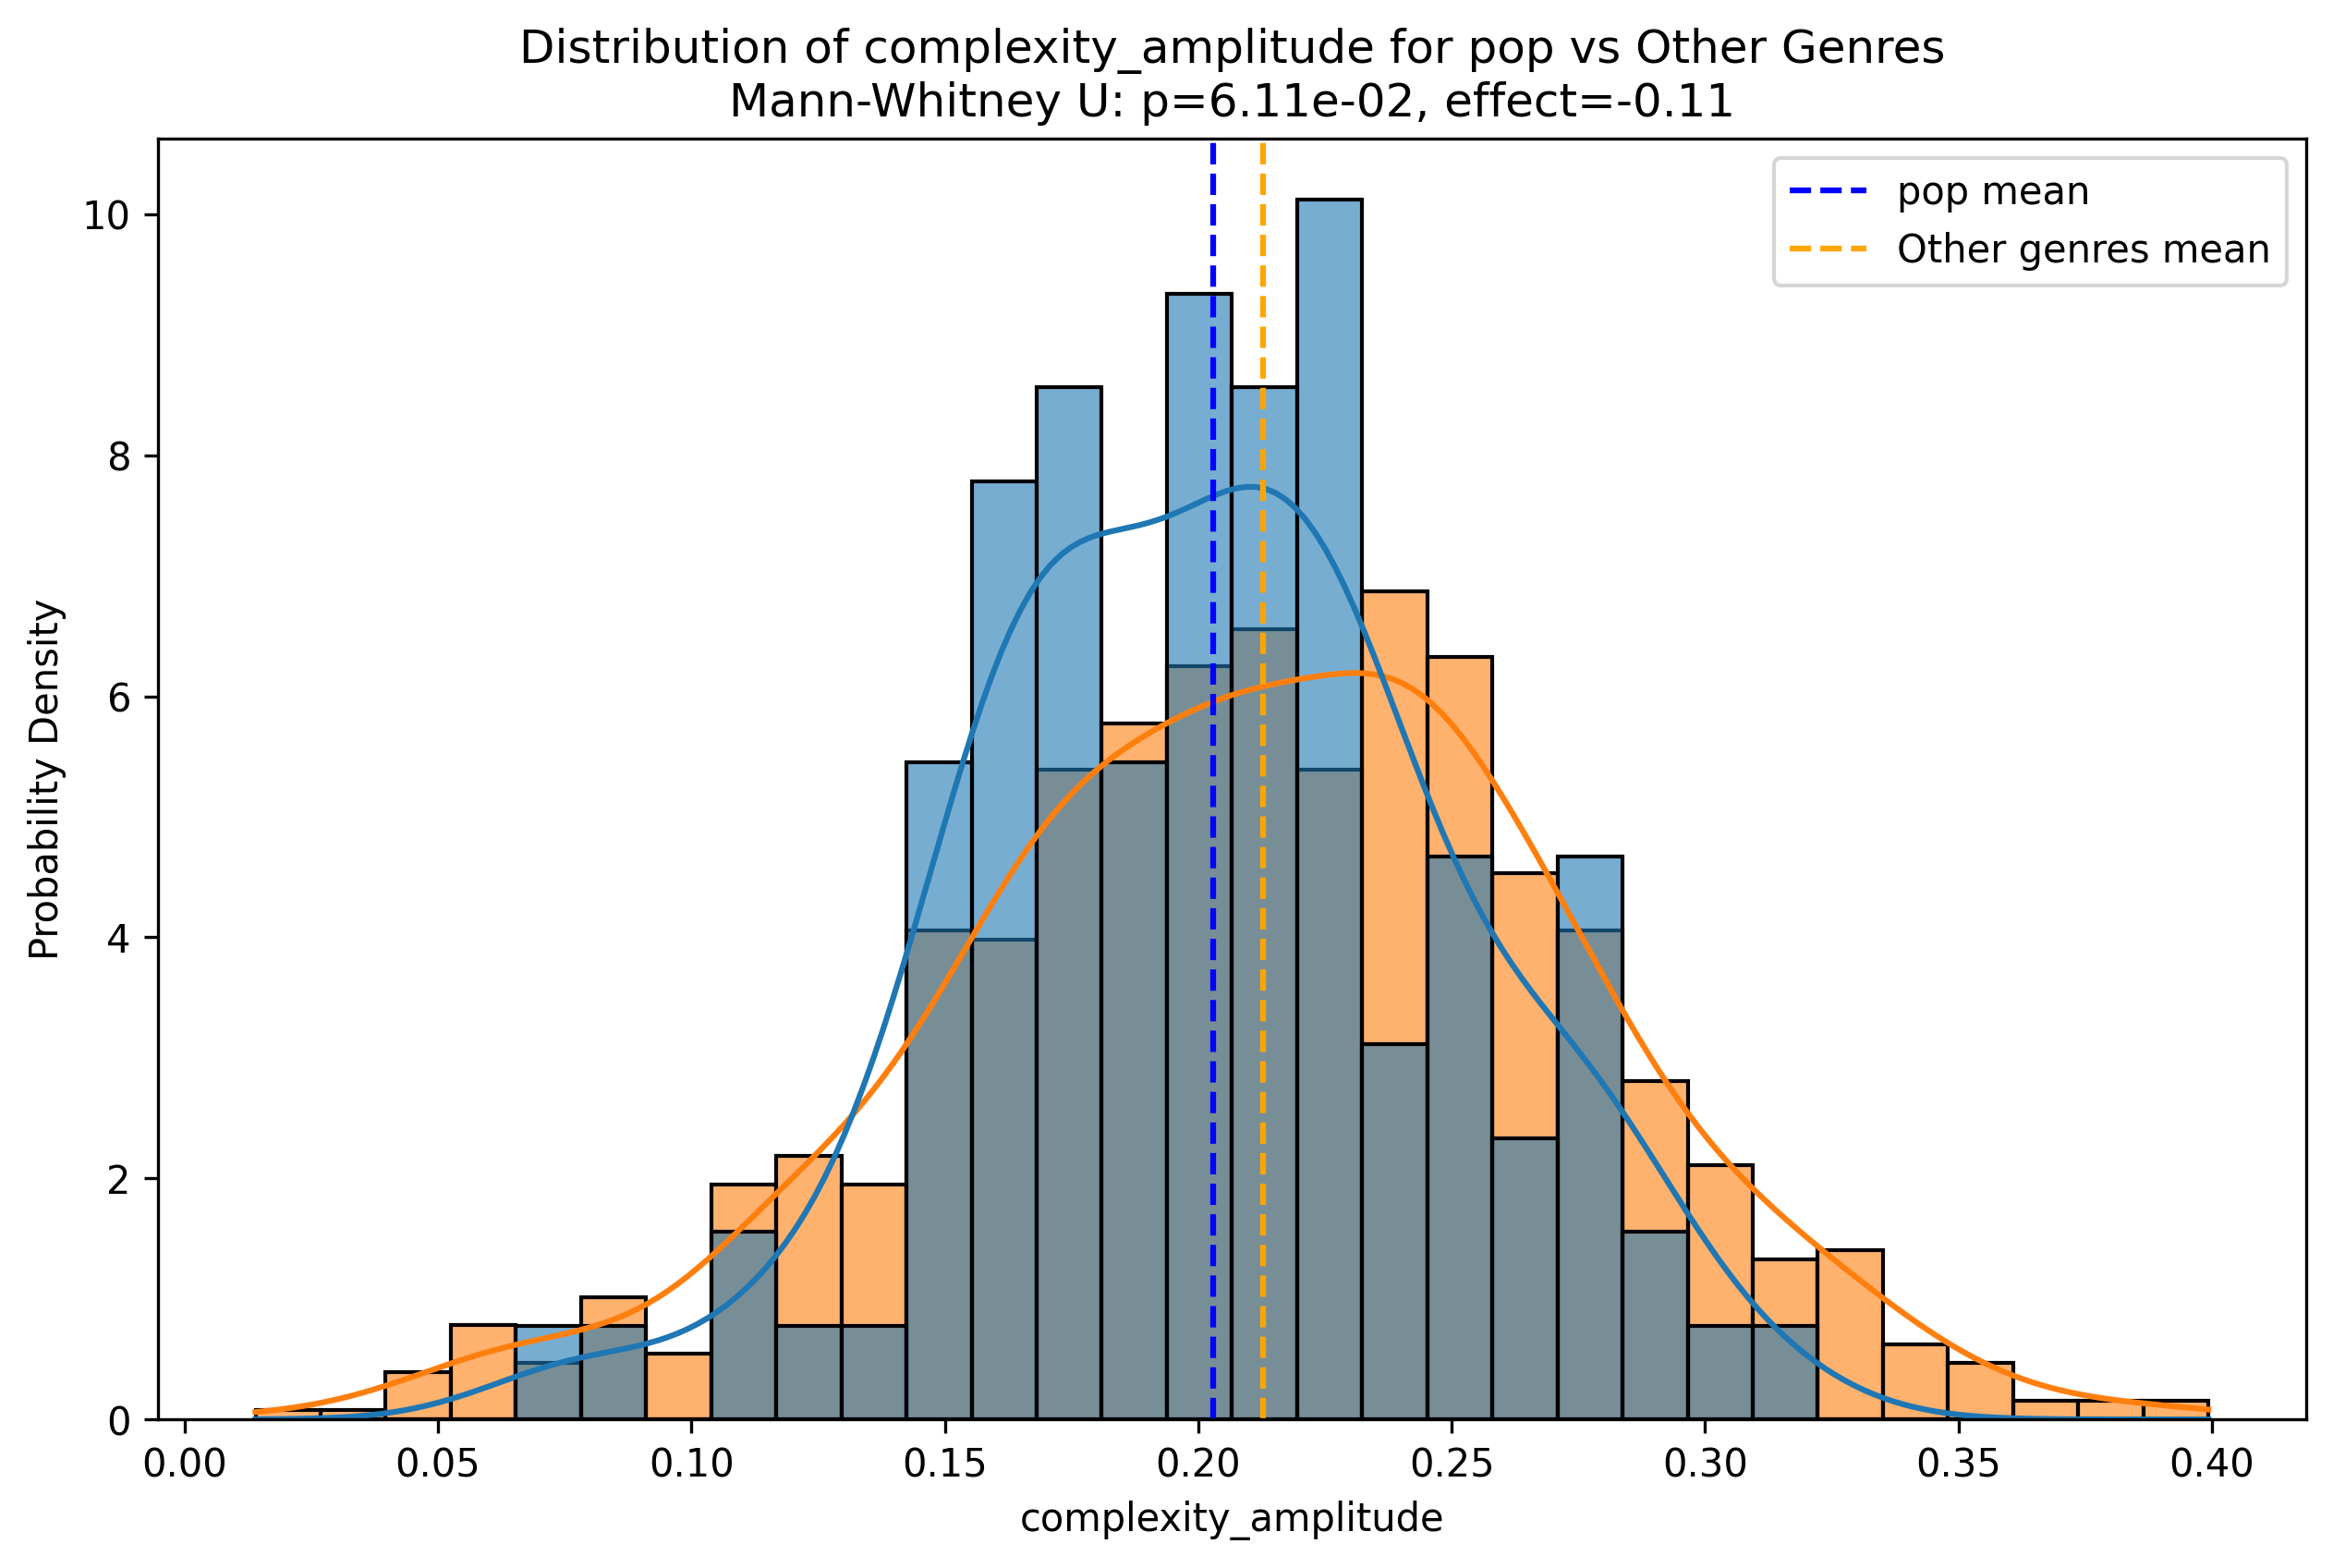 Distribution of complexity_amplitude for pop vs Other Genres
Mann-Whitney U: p=6.11e-02, effect=-0.11
pop mean
Other genres mean
Probability Density
10
8
6
4
2
0
0.00 0.05 0.10 0.15 0.20 0.25 0.30 0.35 0.40
complexity_amplitude